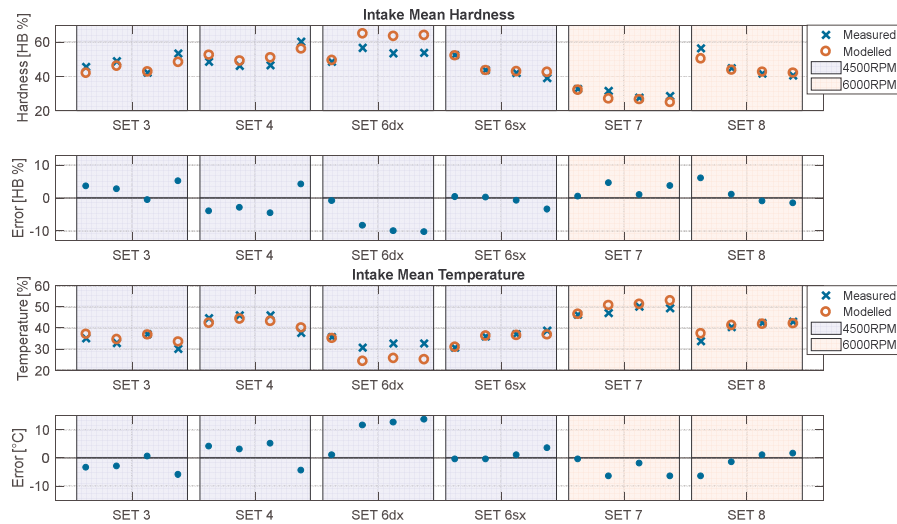 Intake Mean Hardness
Hardness [HB %]
60
40
20
Measured
Modelled
4500RPM
6000RPM
SET 3 SET 4 SET 6dx SET 6sx SET 7 SET 8
Error [HB %]
10
0
-10
SET 3 SET 4 SET 6dx SET 6sx SET 7 SET 8
Intake Mean Temperature
Temperature [%]
60
50
40
30
20
Measured
Modelled
4500RPM
6000RPM
SET 3 SET 4 SET 6dx SET 6sx SET 7 SET 8
Error [°C]
10
0
-10
SET 3 SET 4 SET 6dx SET 6sx SET 7 SET 8